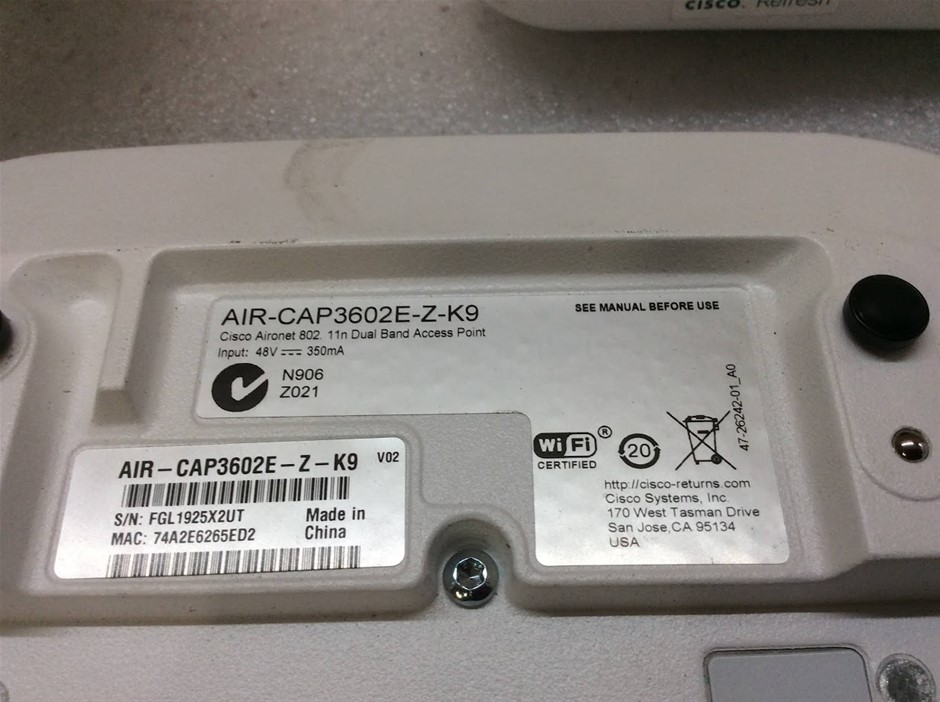 CISCO. Refresh
AIR-CAP3602E-Z-K9
Cisco Aironet 802. 11n Dual Band Access Point
Input: 48V 350mA
N906
Z021
SEE MANUAL BEFORE USE
47-26242-01_A0
Wi Fi ®
CERTIFIED
20
http://cisco-returns.com
Cisco Systems, Inc.
170 West Tasman Drive
San Jose,CA 95134
USA
AIR-CAP3602E-Z-K9 V02
S/N: FGL1925X2UT
MAC: 74A2E6265ED2
Made in
China